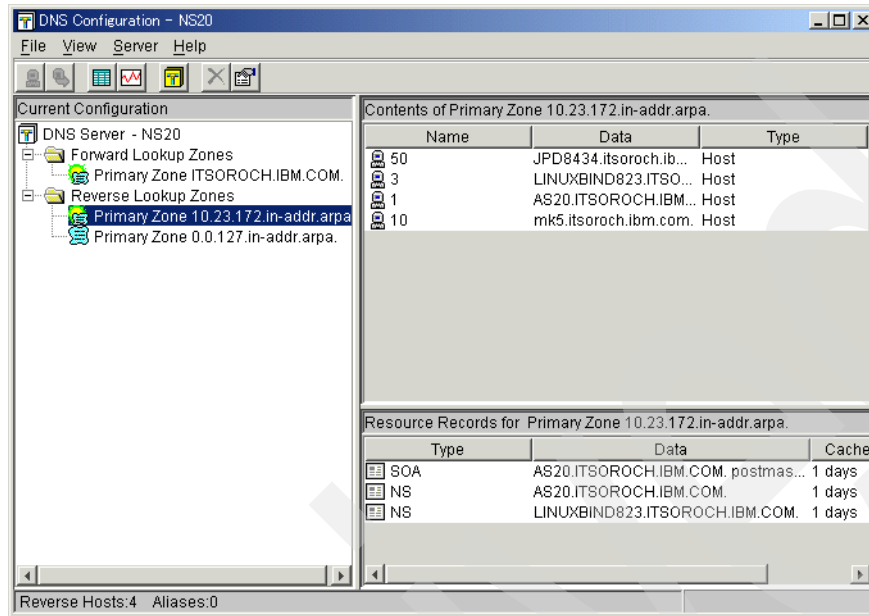 DNS Configuration - NS20
File View Server Help
Current Configuration
DNS Server - NS20
Forward Lookup Zones
Primary Zone ITSOROCH.IBM.COM.
Reverse Lookup Zones
Primary Zone 10.23.172.in-addr.arpa
Primary Zone 0.0.127.in-addr.arpa.
Contents of Primary Zone 10.23.172.in-addr.arpa.
Name Data Type
50 JPD8434.itsoroch.ib... Host
3 LINUXBIND823.ITSO... Host
1 AS20.ITSOROCH.IBM... Host
10 mk5.itsoroch.ibm.com. Host
Resource Records for Primary Zone 10.23.172.in-addr.arpa.
Type Data Cache
SOA AS20.ITSOROCH.IBM.COM. postmas... 1 days
NS AS20.ITSOROCH.IBM.COM. 1 days
NS LINUXBIND823.ITSOROCH.IBM.COM. 1 days
Reverse Hosts:4 Aliases:0